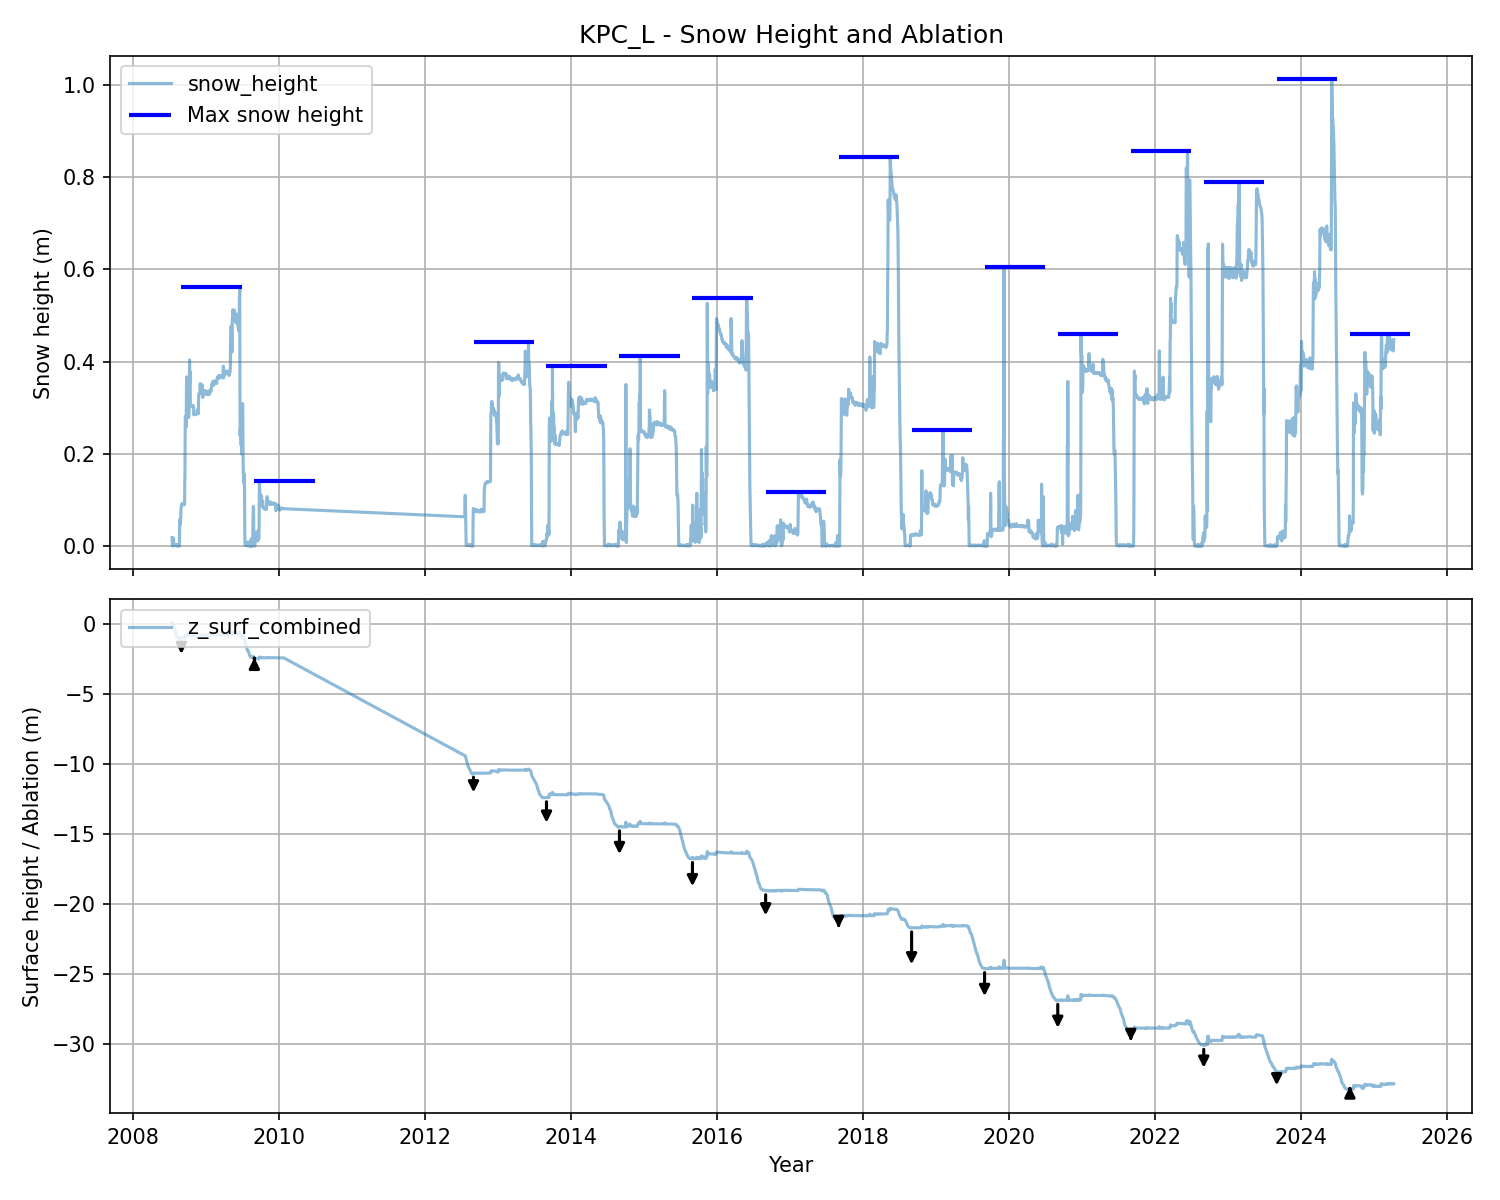 KPC_L - Snow Height and Ablation
snow_height
Max snow height
1.0
0.8
0.6
0.4
0.2
0.0
Snow height (m)
z_surf_combined
0
−5
−10
−15
−20
−25
−30
Surface height / Ablation (m)
2008 2010 2012 2014 2016 2018 2020 2022 2024 2026
Year